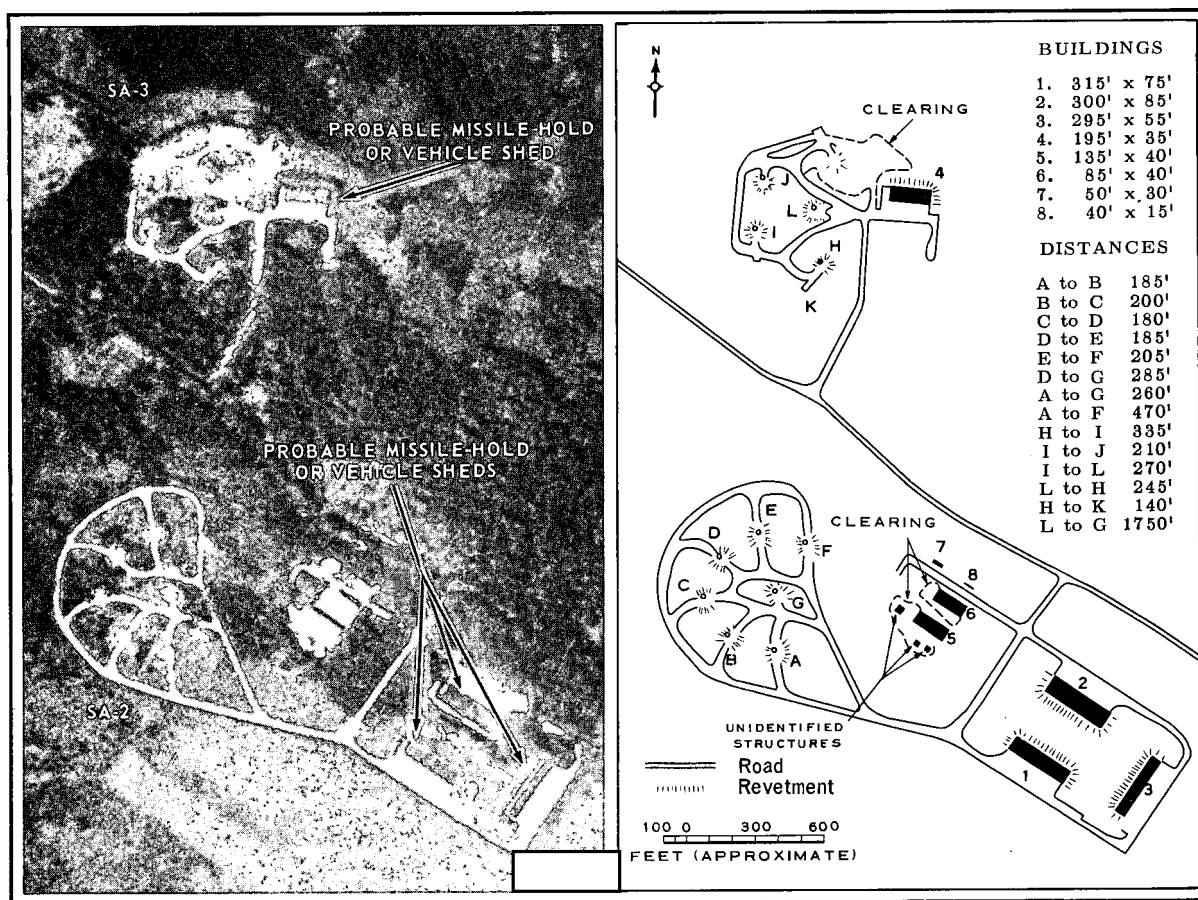 SA-3
PROBABLE MISSILE-HOLD
OR VEHICLE SHED
PROBABLE MISSILE-HOLD
OR VEHICLE SHEDS
SA-2
N
CLEARING
4
J
L
I
H
K
BUILDINGS
1. 315' x 75'
2. 300' x 85'
3. 295' x 55'
4. 195' x 35'
5. 135' x 40'
6. 85' x 40'
7. 50' x 30'
8. 40' x 15'
DISTANCES
A to B 185'
B to C 200'
C to D 180'
D to E 185'
E to F 205'
D to G 285'
A to G 260'
A to F 470'
H to I 335'
I to J 210'
I to L 270'
L to H 245'
H to K 140'
L to G 1750'
E
D
F
C
G
B
A
CLEARING
7
8
6
5
2
1
3
UNIDENTIFIED
STRUCTURES
Road
Revetment
100 0 300 600
FEET (APPROXIMATE)